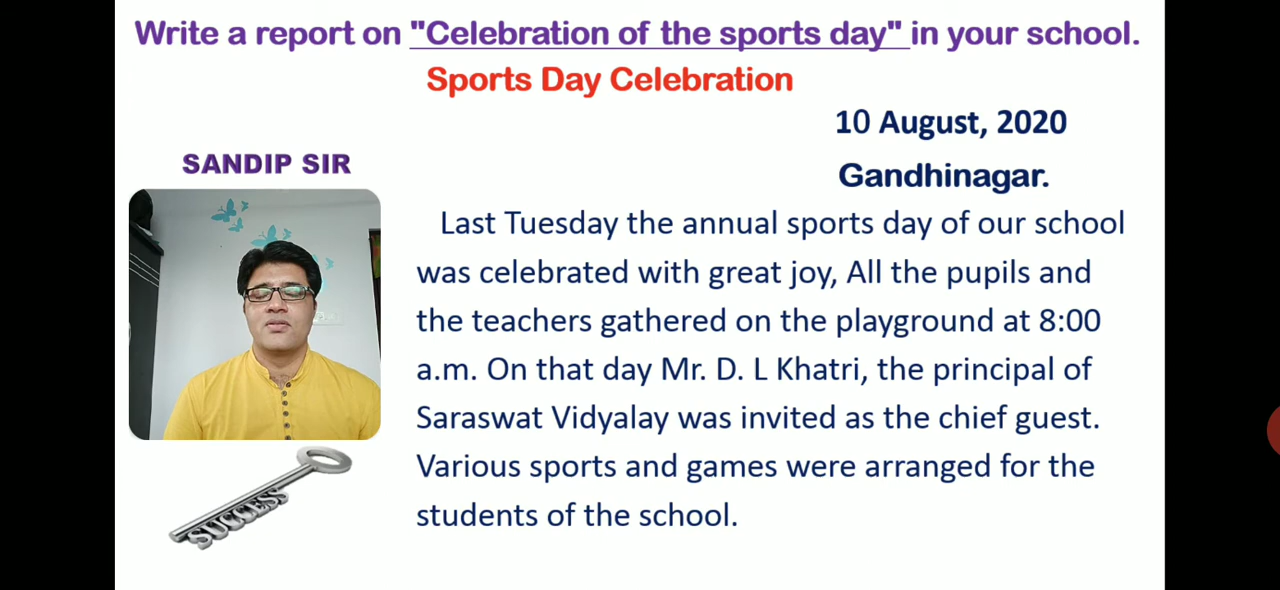 Write a report on "Celebration of the sports day" in your school.
Sports Day Celebration
10 August, 2020
Gandhinagar.
SANDIP SIR
Last Tuesday the annual sports day of our school
was celebrated with great joy, All the pupils and
the teachers gathered on the playground at 8:00
a.m. On that day Mr. D. L Khatri, the principal of
Saraswat Vidyalay was invited as the chief guest.
Various sports and games were arranged for the
students of the school.
SUCCESS